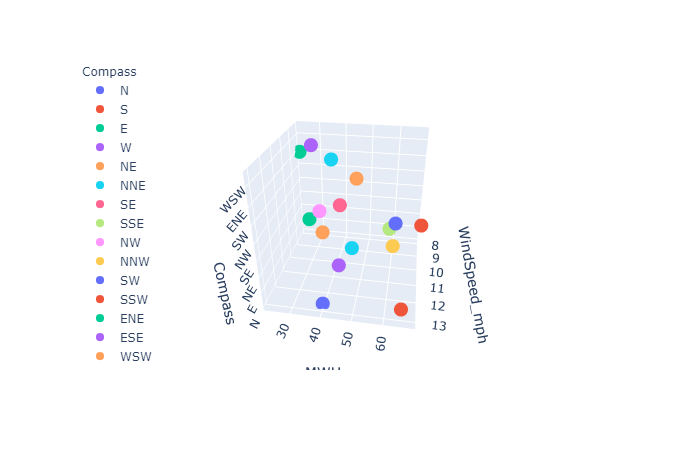 Compass
N
S
E
W
NE
NNE
SE
SSE
NW
NNW
SW
SSW
ENE
ESE
WSW
WSW
ENE
SW
NW
SE
NE
E
N
Compass
30
40
50
60
8
9
10
11
12
13
WindSpeed_mph